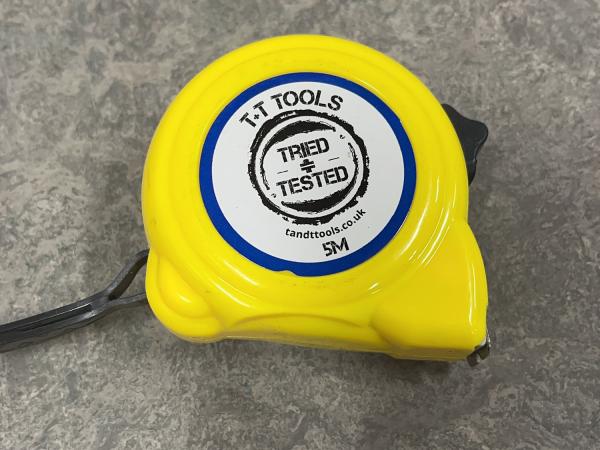 T+T TOOLS
TRIED
+
TESTED
tandttools.co.uk
5M